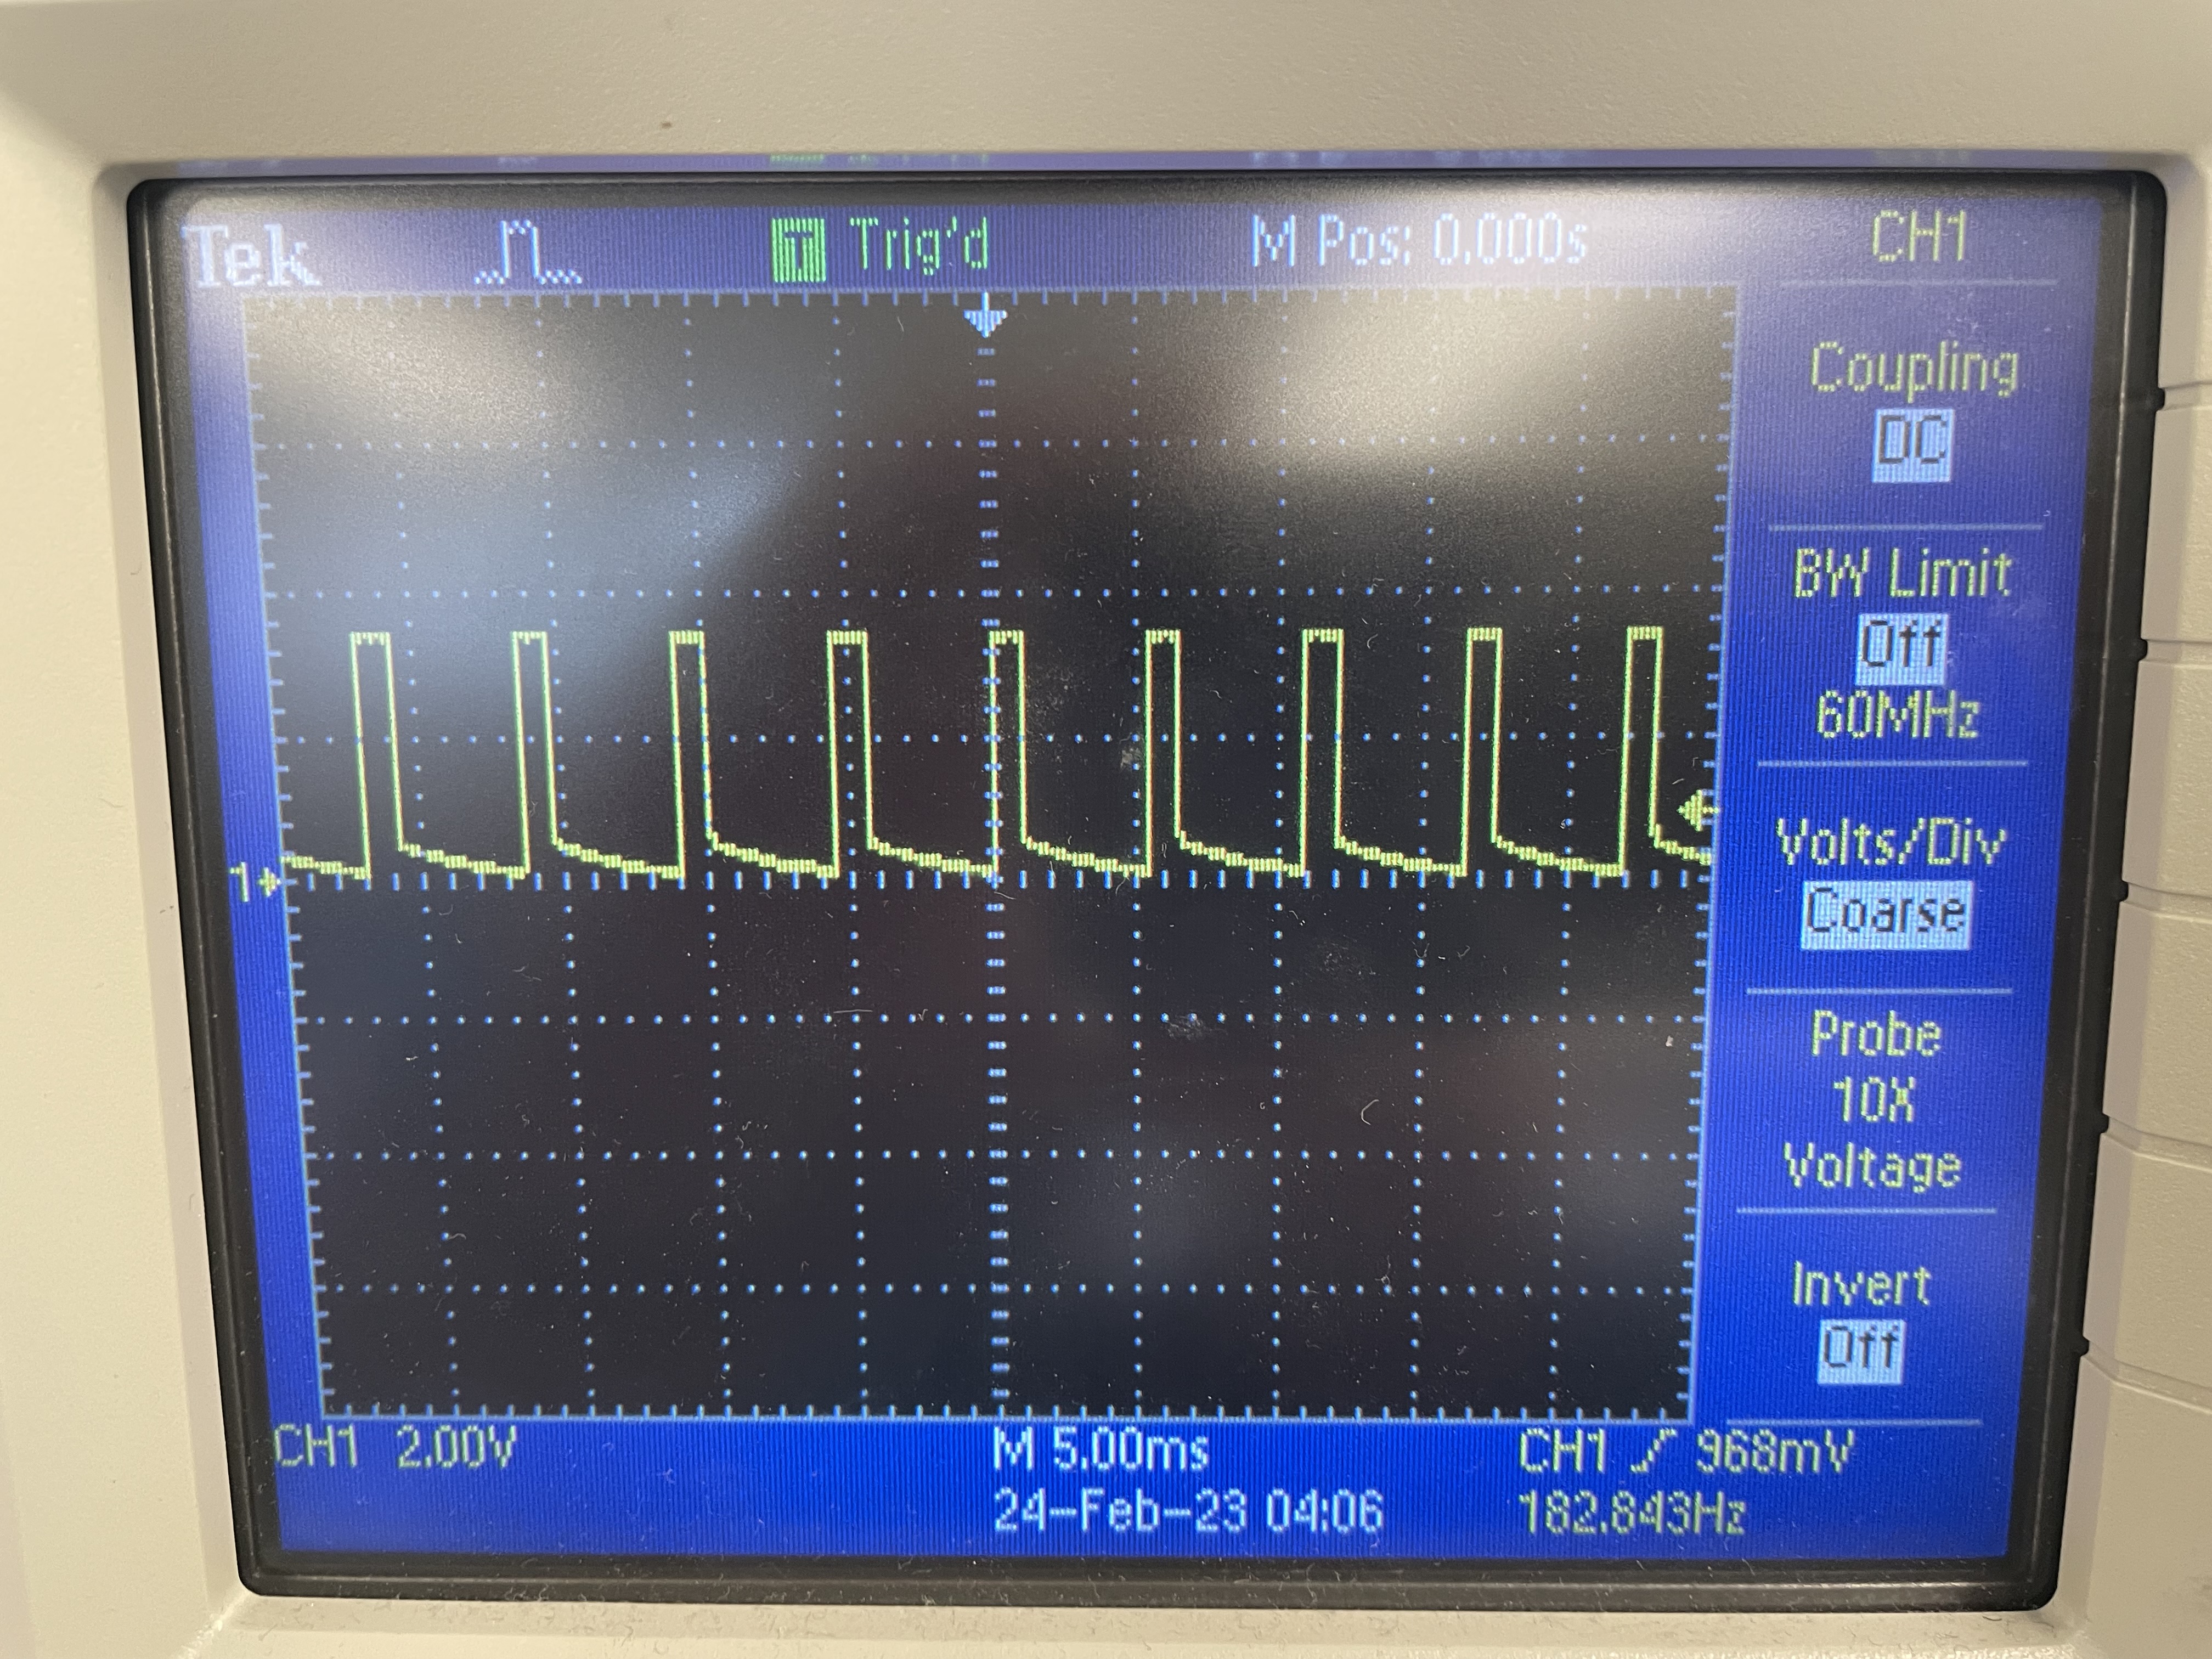 Tek T Trig'd M Pos: 0.000s CH1
Coupling
DC
BW Limit
Off
60MHz
1
Volts/Div
Coarse
Probe
10X
Voltage
Invert
Off
CH1 2.00V M 5.00ms CH1 968mV
24-Feb-23 04:06 182.843Hz